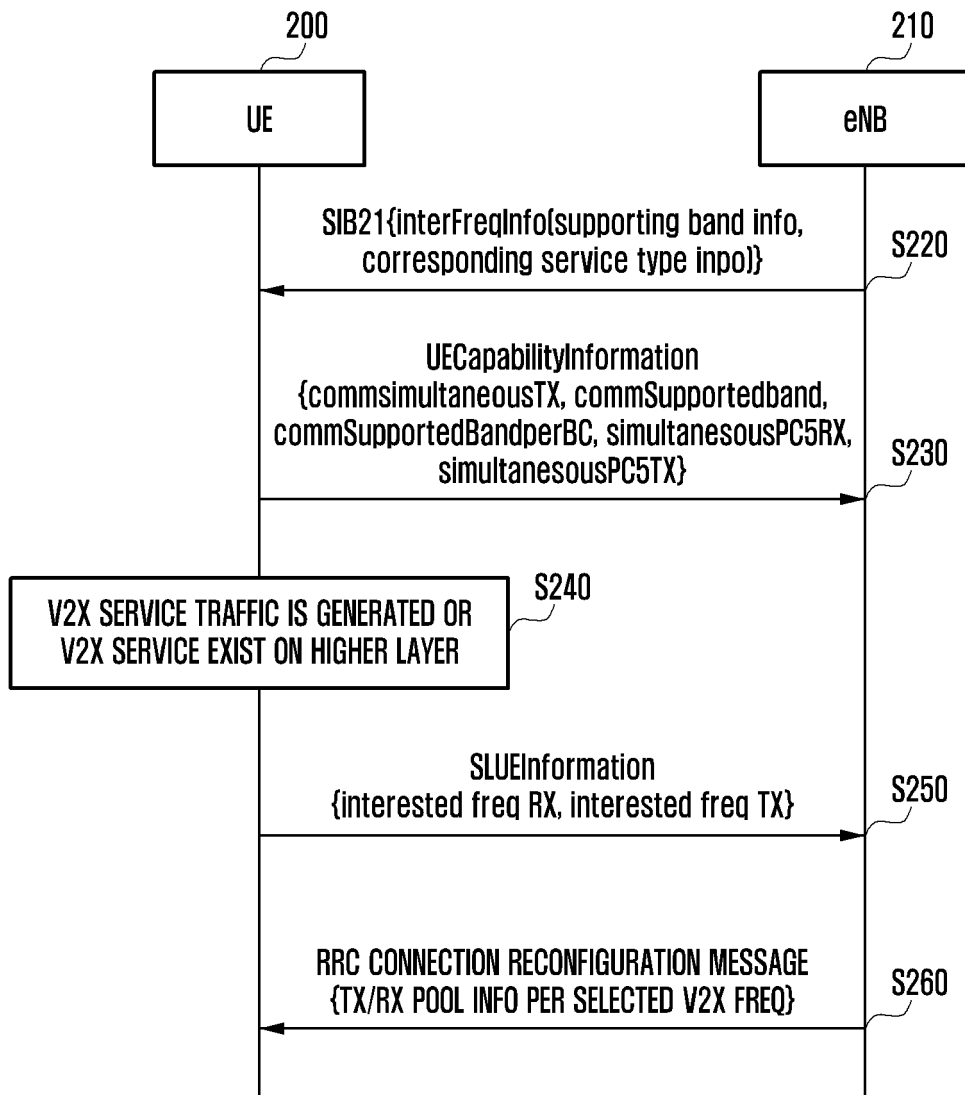 200
210
UE
eNB
SIB21{interFreqInfo(supporting band info,
corresponding service type inpo)}
S220
UECapabilityInformation
{commsimultaneousTX, commSupportedband,
commSupportedBandperBC, simultanesousPC5RX,
simultanesousPC5TX}
S230
V2X SERVICE TRAFFIC IS GENERATED OR
V2X SERVICE EXIST ON HIGHER LAYER
S240
SLUEInformation
{interested freq RX, interested freq TX}
S250
RRC CONNECTION RECONFIGURATION MESSAGE
{TX/RX POOL INFO PER SELECTED V2X FREQ}
S260